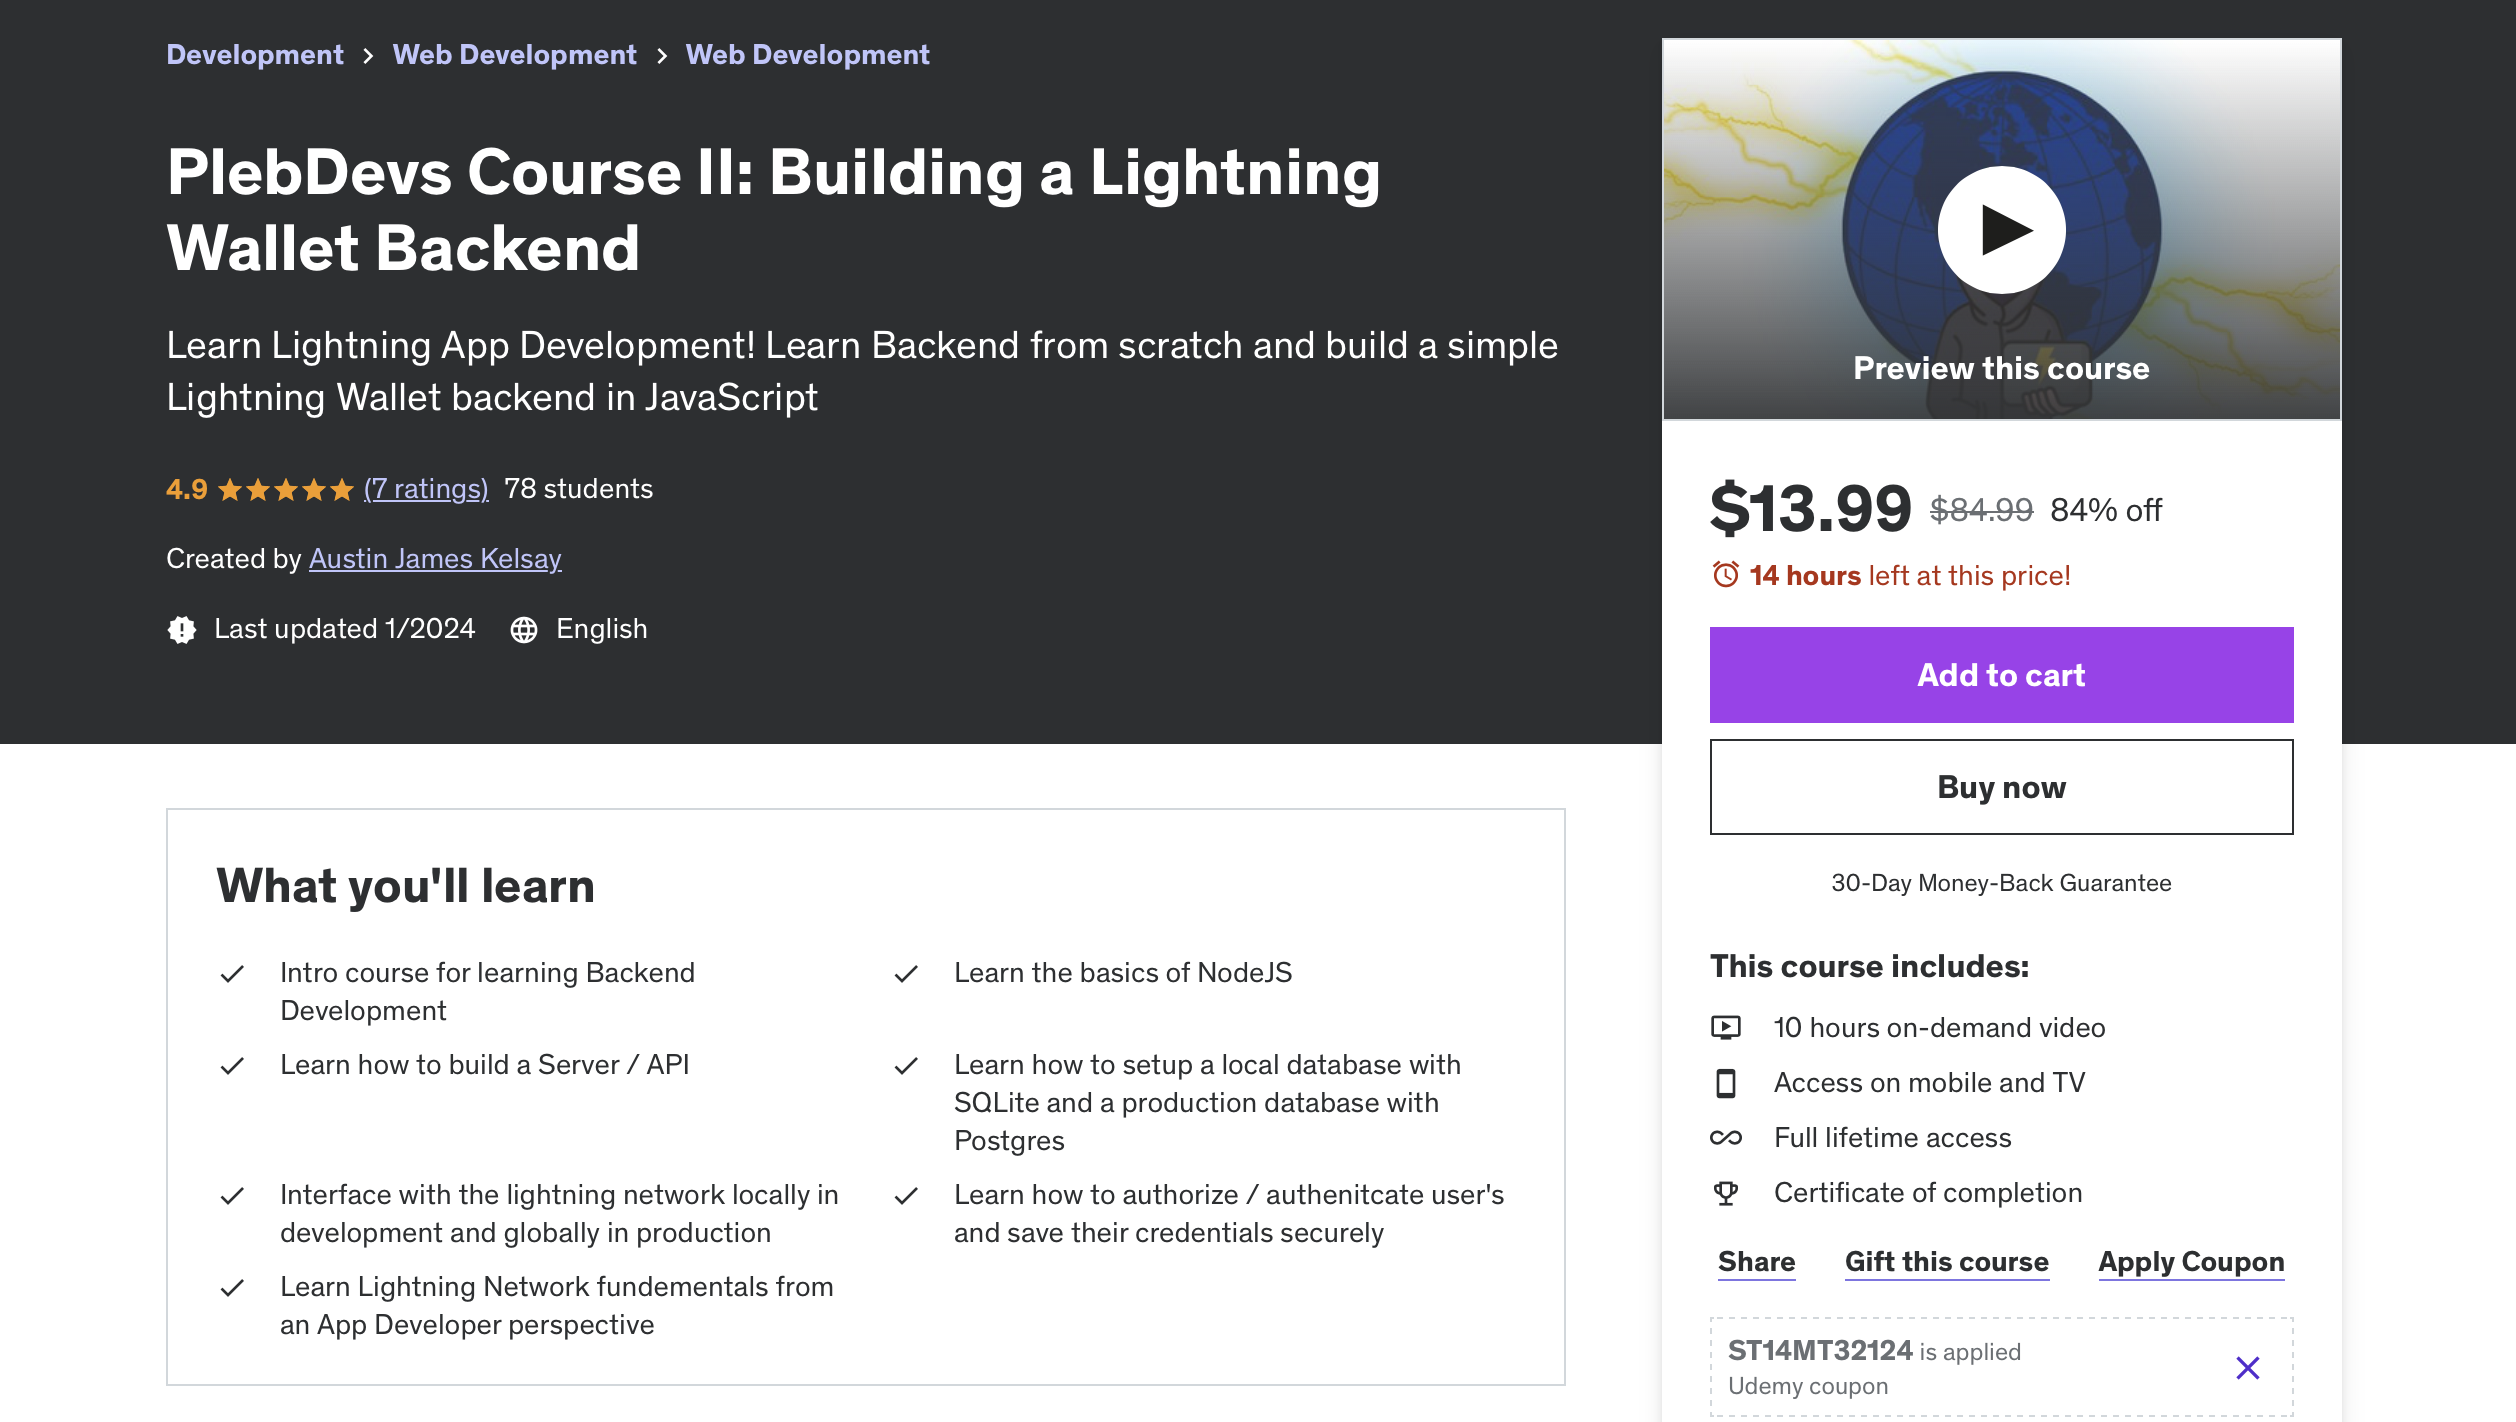 Development > Web Development > Web Development
PlebDevs Course II: Building a Lightning
Wallet Backend
Learn Lightning App Development! Learn Backend from scratch and build a simple
Lightning Wallet backend in JavaScript
4.9 (7 ratings) 78 students
Created by Austin James Kelsay
Last updated 1/2024 English
Preview this course
$13.99 $84.99 84% off
14 hours left at this price!
Add to cart
Buy now
30-Day Money-Back Guarantee
This course includes:
10 hours on-demand video
Access on mobile and TV
Full lifetime access
Certificate of completion
Share Gift this course Apply Coupon
ST14MT32124 is applied
Udemy coupon
What you'll learn
Intro course for learning Backend
Development
Learn the basics of NodeJS
Learn how to build a Server / API
Learn how to setup a local database with
SQLite and a production database with
Postgres
Interface with the lightning network locally in
development and globally in production
Learn how to authorize / authenitcate user's
and save their credentials securely
Learn Lightning Network fundementals from
an App Developer perspective